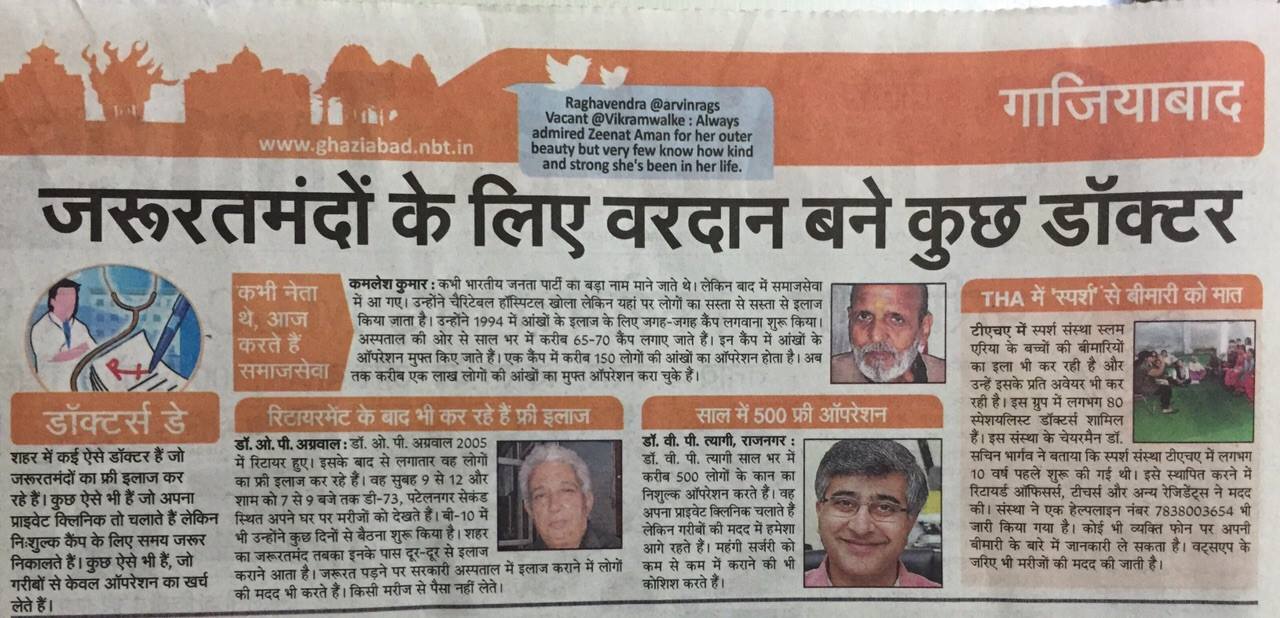 www.ghaziabad.nbt.in
Raghavendra @arvinrags
Vacant @Vikramwalke : Always
admired Zeenat Aman for her outer
beauty but very few know how kind
and strong she's been in her life.
गाजियाबाद
जरूरतमंदों के लिए वरदान बने कुछ डॉक्टर
डॉक्टर्स डे
शहर में कई ऐसे डॉक्टर हैं जो
जरूरतमंदों का फ्री इलाज कर
रहे हैं। कुछ ऐसे भी हैं जो अपना
प्राइवेट क्लिनिक तो चलाते हैं लेकिन
निःशुल्क कैंप के लिए समय जरूर
निकालते हैं। कुछ ऐसे भी हैं, जो
गरीबों से केवल ऑपरेशन का खर्च
लेते हैं।
कभी नेता
थे, आज
करते हैं
समाजसेवा
कमलेश कुमार : कभी भारतीय जनता पार्टी का बड़ा नाम माने जाते थे। लेकिन बाद में समाजसेवा
में आ गए। उन्होंने चैरिटेबल हॉस्पिटल खोला लेकिन यहां पर लोगों का सस्ता से सस्ता से इलाज
किया जाता है। उन्होंने 1994 में आंखों के इलाज के लिए जगह-जगह कैंप लगवाना शुरू किया।
अस्पताल की ओर से साल भर में करीब 65-70 कैंप लगाए जाते हैं। इन कैंप में आंखों के
ऑपरेशन मुफ्त किए जाते हैं। एक कैंप में करीब 150 लोगों की आंखों का ऑपरेशन होता है। अब
तक करीब एक लाख लोगों की आंखों का मुफ्त ऑपरेशन करा चुके हैं।
रिटायरमेंट के बाद भी कर रहे हैं फ्री इलाज
डॉ. ओ. पी. अग्रवाल : डॉ. ओ. पी. अग्रवाल 2005
में रिटायर हुए। इसके बाद से लगातार वह लोगों
का फ्री इलाज कर रहे हैं। वह सुबह 9 से 12 और
शाम को 7 से 9 बजे तक डी-73, पटेलनगर सेकंड
स्थित अपने घर पर मरीजों को देखते हैं। बी-10 में
भी उन्होंने कुछ दिनों से बैठना शुरू किया है। शहर
का जरूरतमंद तबका इनके पास दूर-दूर से इलाज
कराने आता है। जरूरत पड़ने पर सरकारी अस्पताल में इलाज कराने में लोगों
की मदद भी करते हैं। किसी मरीज से पैसा नहीं लेते।
साल में 500 फ्री ऑपरेशन
डॉ. वी. पी. त्यागी, राजनगर :
डॉ. वी. पी. त्यागी साल भर में
करीब 500 लोगों के कान का
निशुल्क ऑपरेशन करते हैं। वह
अपना प्राइवेट क्लिनिक चलाते हैं
लेकिन गरीबों की मदद में हमेशा
आगे रहते हैं। महंगी सर्जरी को
कम से कम में कराने की भी
कोशिश करते हैं।
THA में 'स्पर्श' से बीमारी को मात
टीएचए में स्पर्श संस्था स्लम
एरिया के बच्चों की बीमारियों
का इला भी कर रही है और
उन्हें इसके प्रति अवेयर भी कर
रही है। इस ग्रुप में लगभग 80
स्पेशयलिस्ट डॉक्टर्स शामिल
हैं। इस संस्था के चेयरमैन डॉ.
सचिन भार्गव ने बताया कि स्पर्श संस्था टीएचए में लगभग
10 वर्ष पहले शुरू की गई थी। इसे स्थापित करने में
रिटायर्ड ऑफिसर्स, टीचर्स और अन्य रेजिडेंट्स ने मदद
की। संस्था ने एक हेल्पलाइन नंबर 7838003654 भी
जारी किया गया है। कोई भी व्यक्ति फोन पर अपनी
बीमारी के बारे में जानकारी ले सकता है। वट्सएप के
जरिए भी मरीजों की मदद की जाती है।